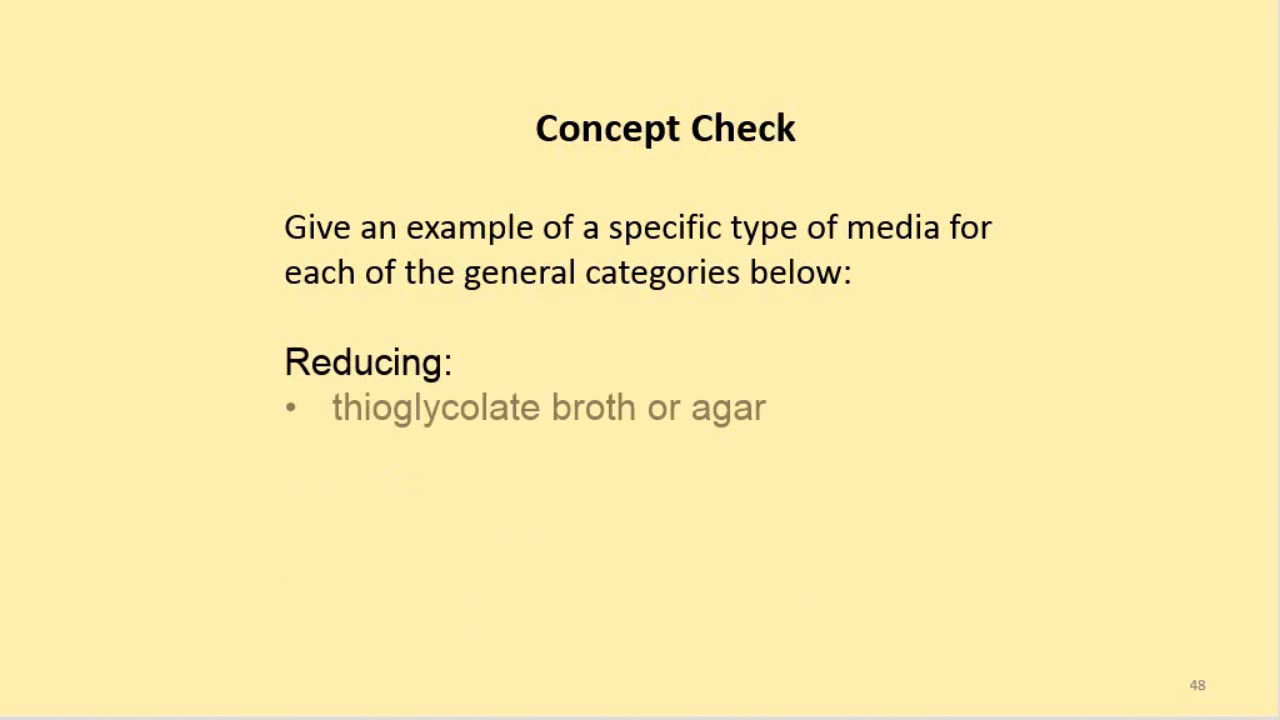 Concept Check
Give an example of a specific type of media for
each of the general categories below:
Reducing:
• thioglycolate broth or agar
48